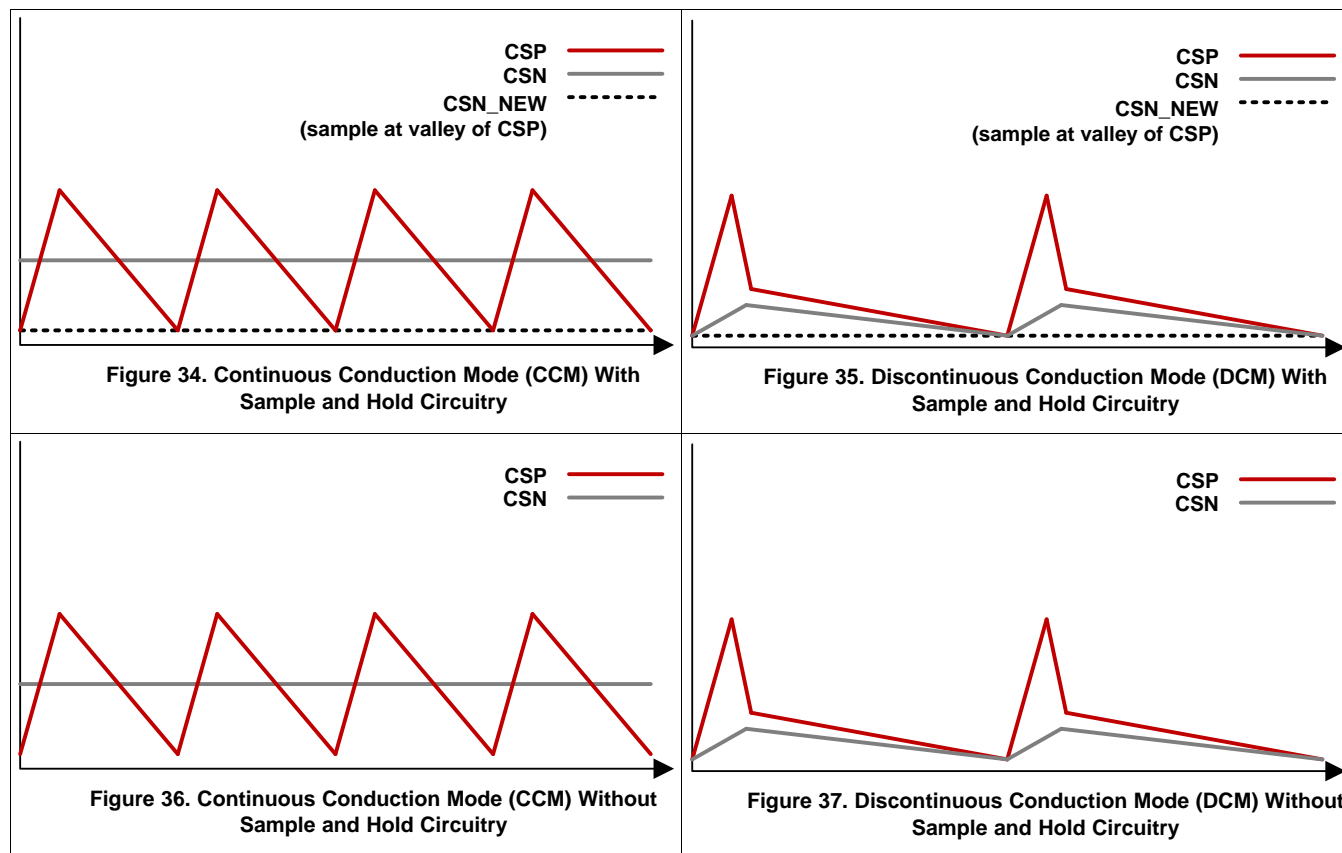 CSP
CSN
CSN_NEW
(sample at valley of CSP)
Figure 34. Continuous Conduction Mode (CCM) With
Sample and Hold Circuitry
CSP
CSN
CSN_NEW
(sample at valley of CSP)
Figure 35. Discontinuous Conduction Mode (DCM) With
Sample and Hold Circuitry
CSP
CSN
Figure 36. Continuous Conduction Mode (CCM) Without
Sample and Hold Circuitry
CSP
CSN
Figure 37. Discontinuous Conduction Mode (DCM) Without
Sample and Hold Circuitry